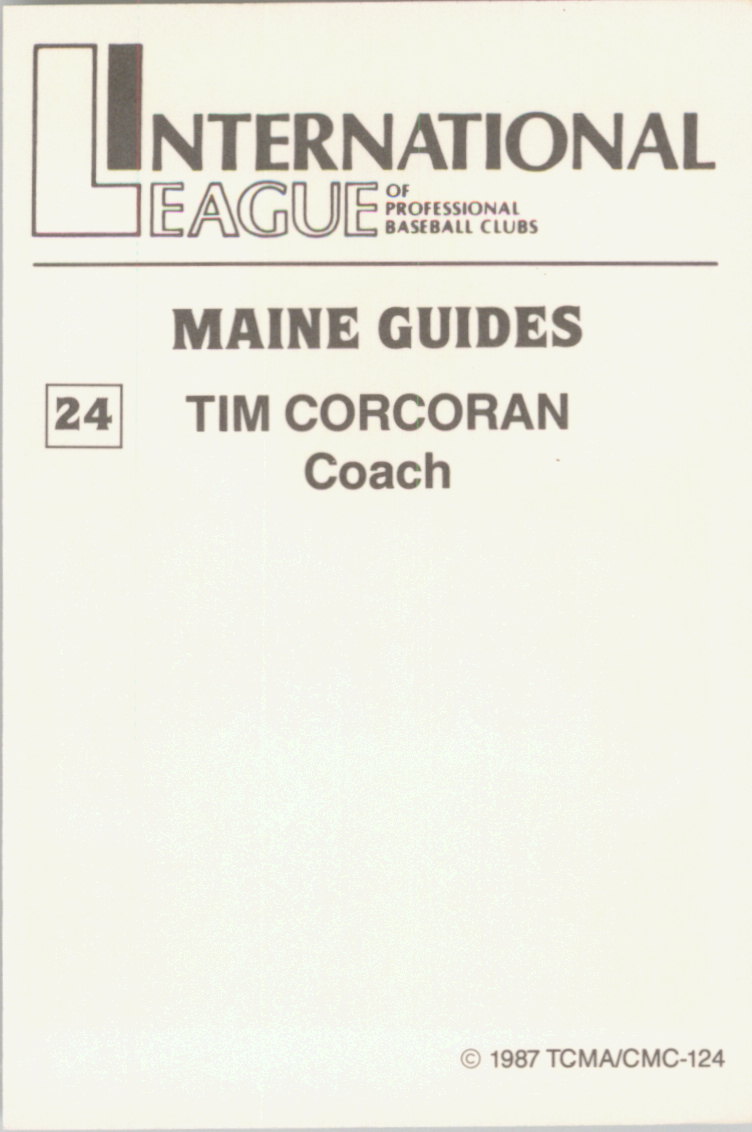 INTERNATIONAL
LEAGUE OF
PROFESSIONAL
BASEBALL CLUBS
MAINE GUIDES
24 TIM CORCORAN
Coach
© 1987 TCMA/CMC-124